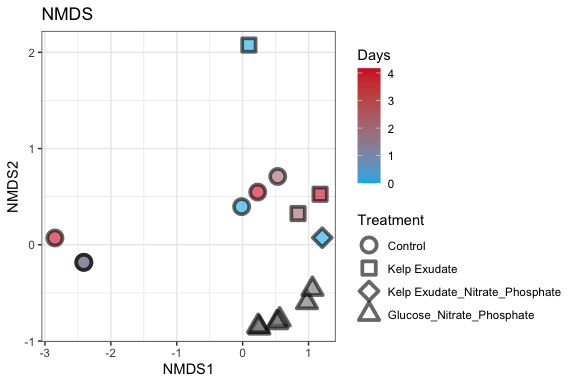 NMDS
NMDS2
2
1
0
-1
-3
-2
-1
0
1
NMDS1
Days
4
3
2
1
0
Treatment
Control
Kelp Exudate
Kelp Exudate_Nitrate_Phosphate
Glucose_Nitrate_Phosphate